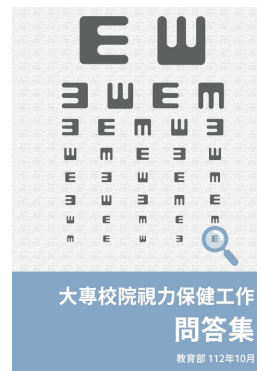 E Ш
Ǝ Ш E m
Ǝ E m Ш Ǝ
Ш m E Ǝ Ш
E Ǝ Ш m E
Ǝ Ш Ǝ m E
Ш E m E m
m E Ш Ǝ E
大專校院視力保健工作
問答集
教育部 112年10月